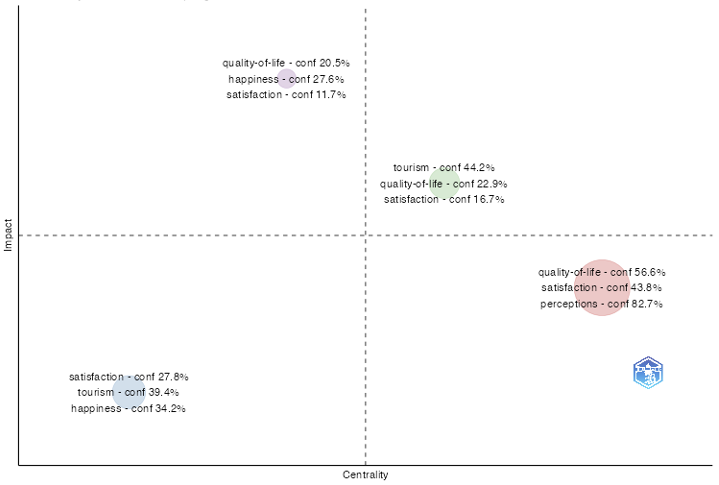 quality-of-life - conf 20.5%
happiness - conf 27.6%
satisfaction - conf 11.7%
tourism - conf 44.2%
quality-of-life - conf 22.9%
satisfaction - conf 16.7%
Impact
quality-of-life - conf 56.6%
satisfaction - conf 43.8%
perceptions - conf 82.7%
satisfaction - conf 27.8%
tourism - conf 39.4%
happiness - conf 34.2%
Centrality